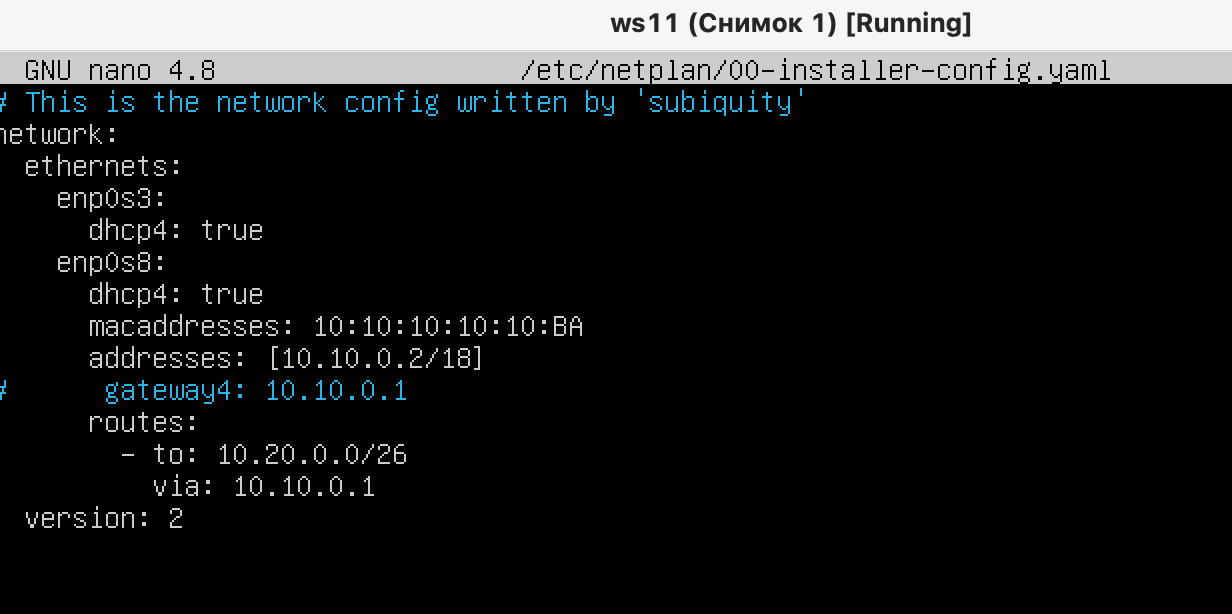 ws11 (Снимок 1) [Running]
GNU nano 4.8 /etc/netplan/00-installer-config.yaml
# This is the network config written by 'subiquity'
network:
  ethernets:
    enp0s3:
      dhcp4: true
    enp0s8:
      dhcp4: true
      macaddresses: 10:10:10:10:10:BA
      addresses: [10.10.0.2/18]
#      gateway4: 10.10.0.1
      routes:
        - to: 10.20.0.0/26
          via: 10.10.0.1
  version: 2